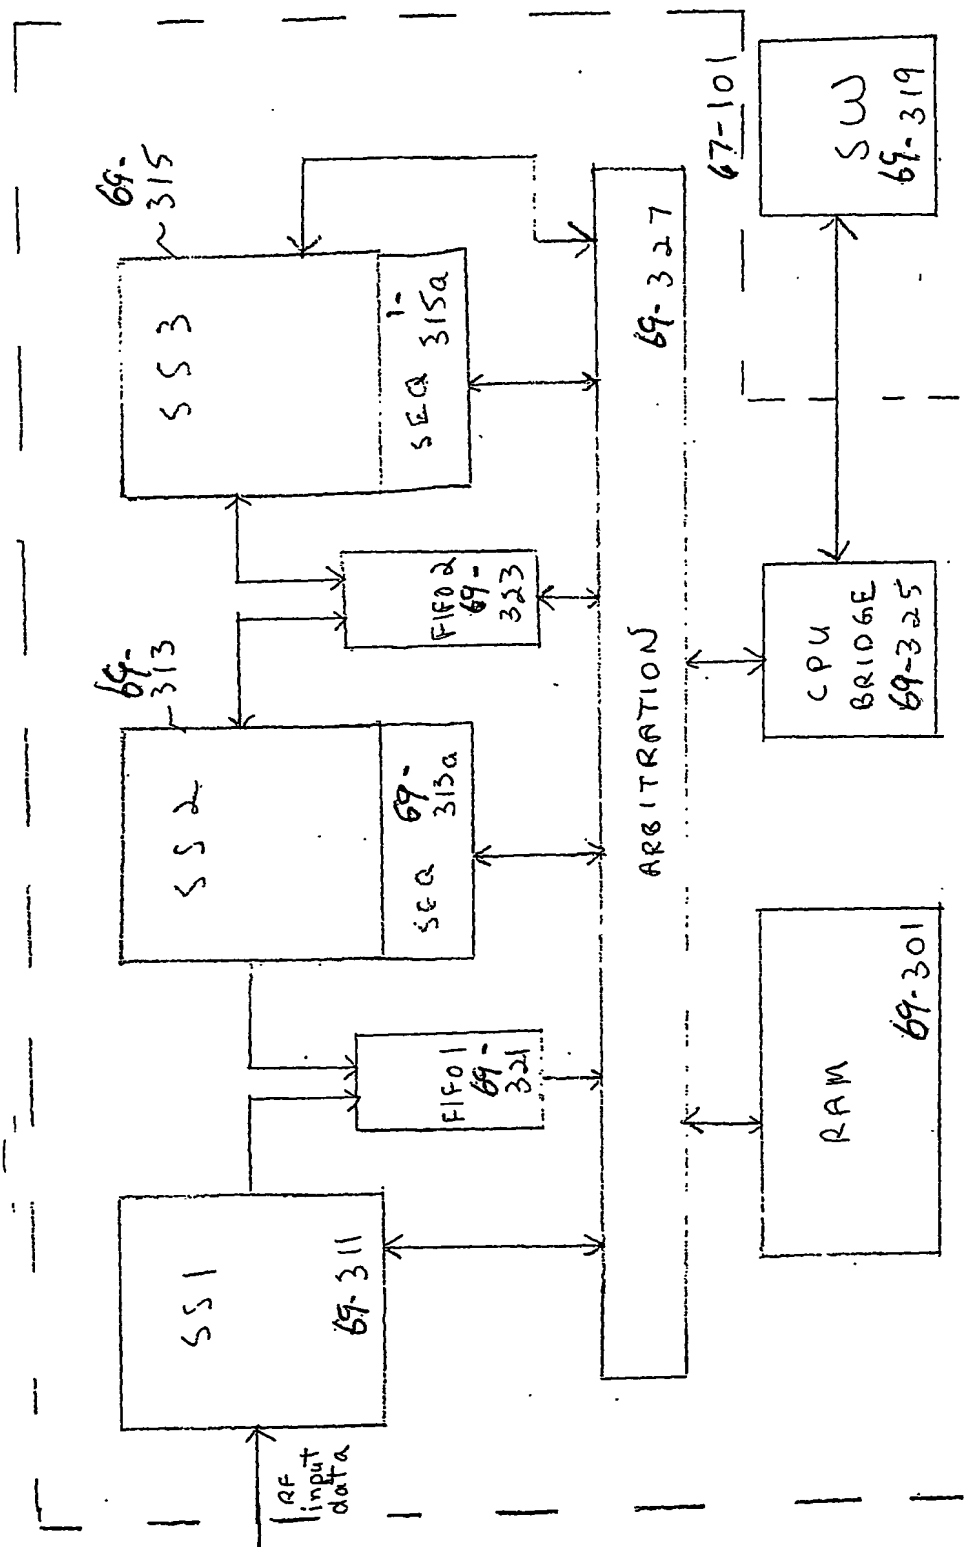 RF
input
data
SS1
69-311
FIFO1
69-
321
SS2
69-
313
SEQ 69-
313a
FIFO2
69-
323
SS3
69-
315
SEQ 1-
315a
ARBITRATION
69-327
RAM
69-301
CPU
BRIDGE
69-325
67-101
SW
69-319